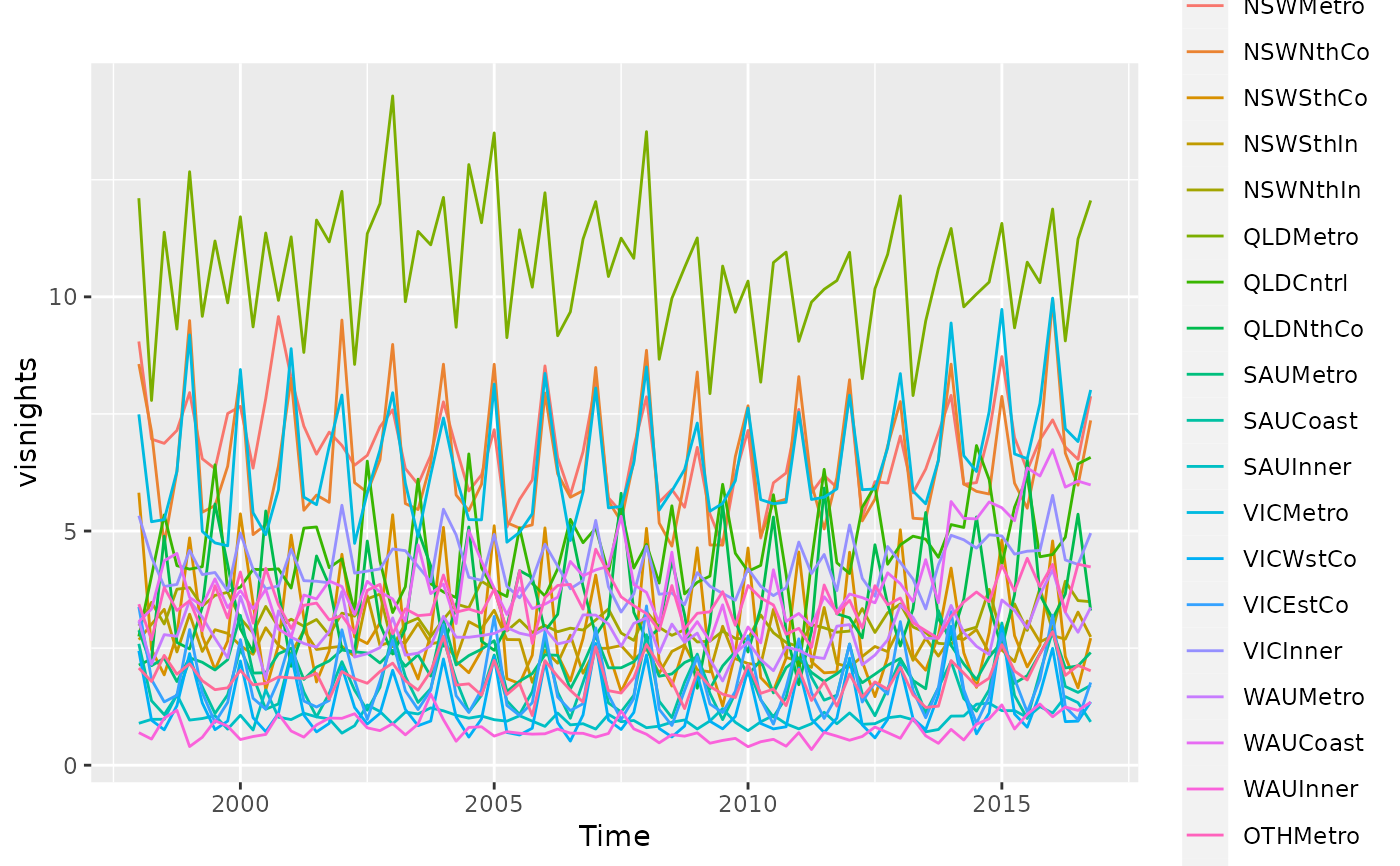 NSWMetro
NSWNthCo
NSWSthCo
NSWSthIn
NSWNthIn
QLDMetro
QLDCntrl
QLDNthCo
SAUMetro
SAUCoast
SAUInner
VICMetro
VICWstCo
VICEstCo
VICInner
WAUMetro
WAUCoast
WAUInner
OTHMetro
10
5
0
visnights
2000
2005
2010
2015
Time